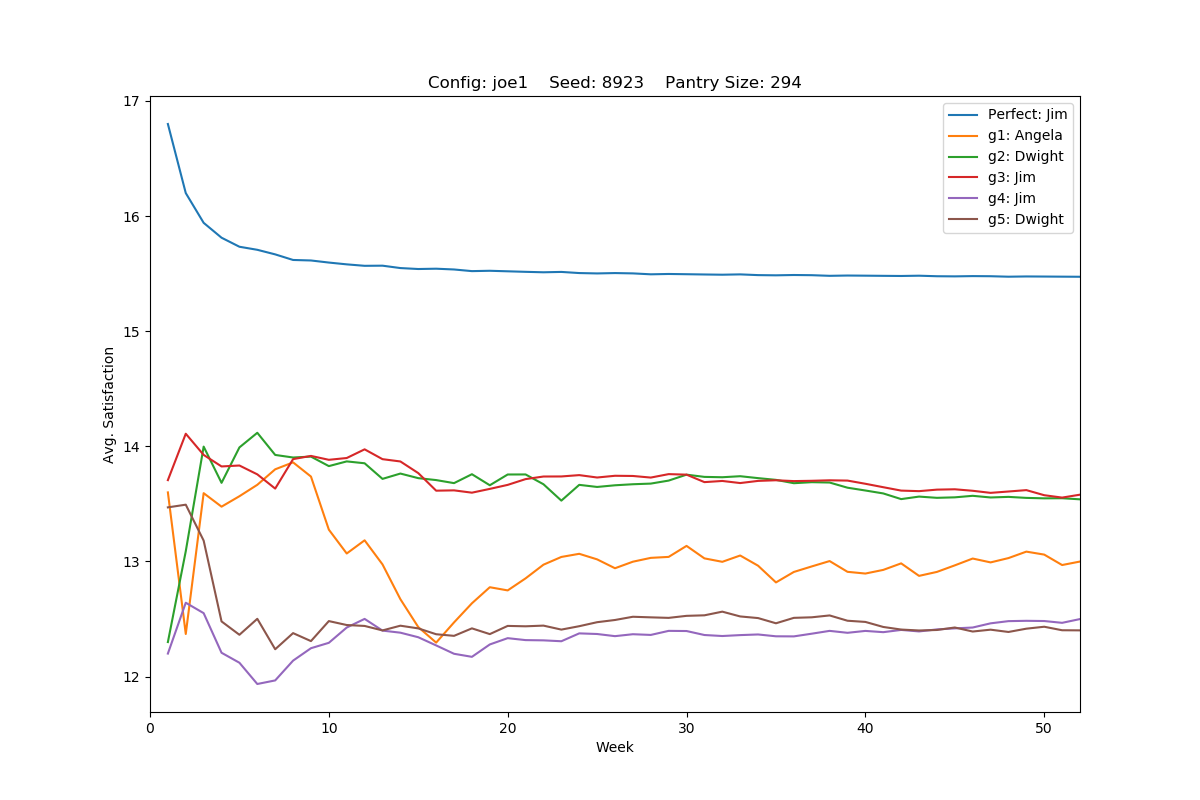 Config: joe1    Seed: 8923    Pantry Size: 294
17
16
15
14
13
12
Avg. Satisfaction
Perfect: Jim
g1: Angela
g2: Dwight
g3: Jim
g4: Jim
g5: Dwight
0 10 20 30 40 50
Week